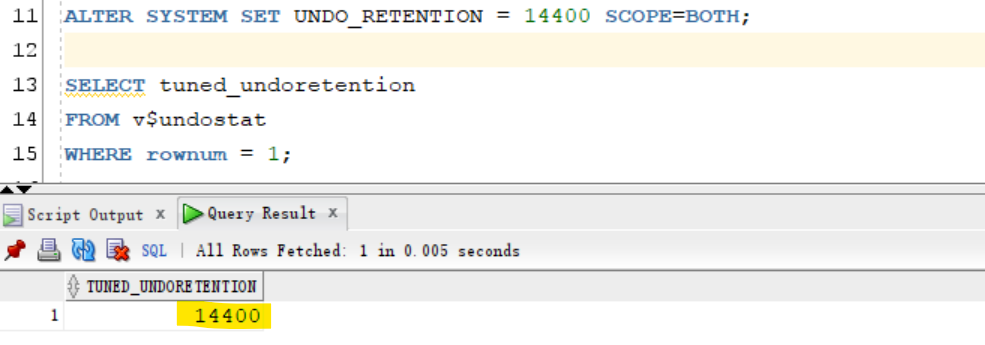 11 ALTER SYSTEM SET UNDO_RETENTION = 14400 SCOPE=BOTH;
12
13 SELECT tuned_undoretention
14 FROM v$undostat
15 WHERE rownum = 1;
Script Output x Query Result x
SQL | All Rows Fetched: 1 in 0.005 seconds
TUNED_UNDORETENTION
1 14400